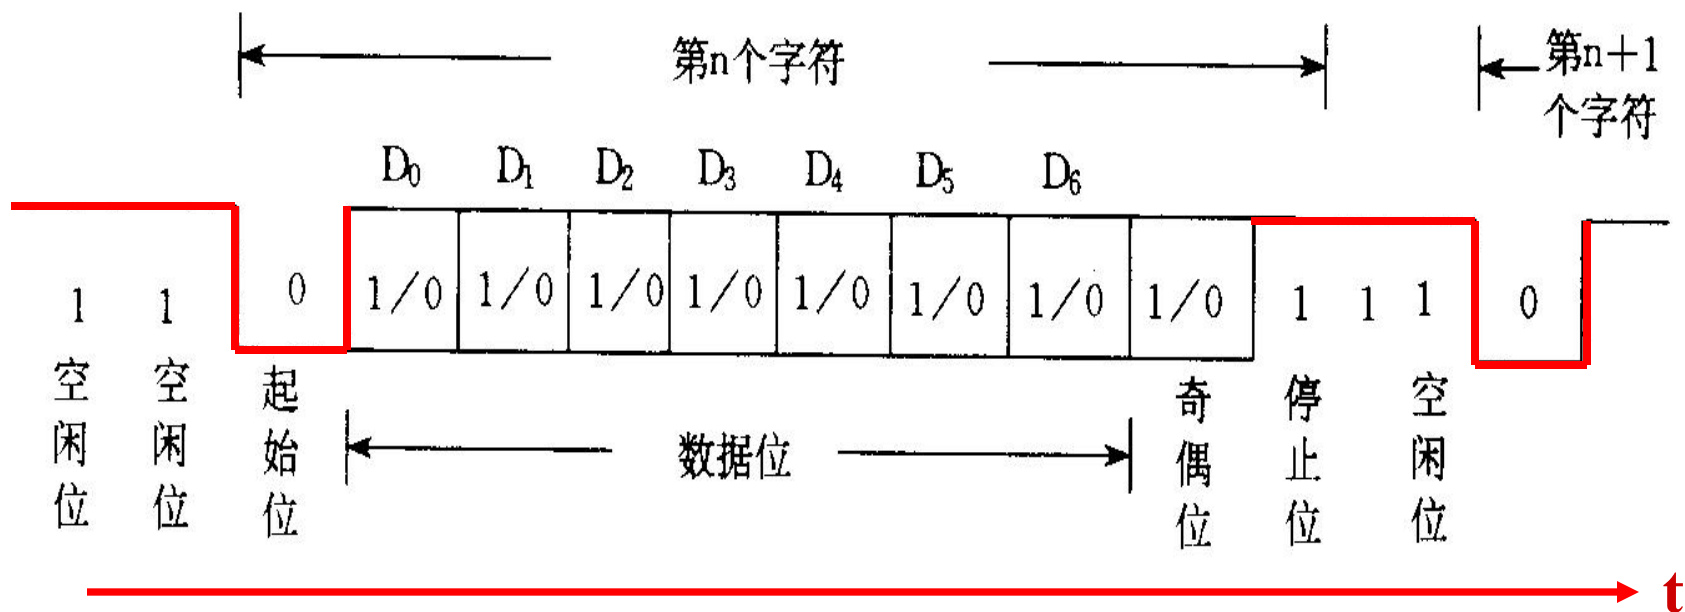 第n个字符
第n+1
个字符
D₀ D₁ D₂ D₃ D₄ D₅ D₆
1 1 0 1/0 1/0 1/0 1/0 1/0 1/0 1/0 1/0 1 1 1 0
空闲位
空闲位
起始位
数据位
奇偶位
停止位
空闲位
t